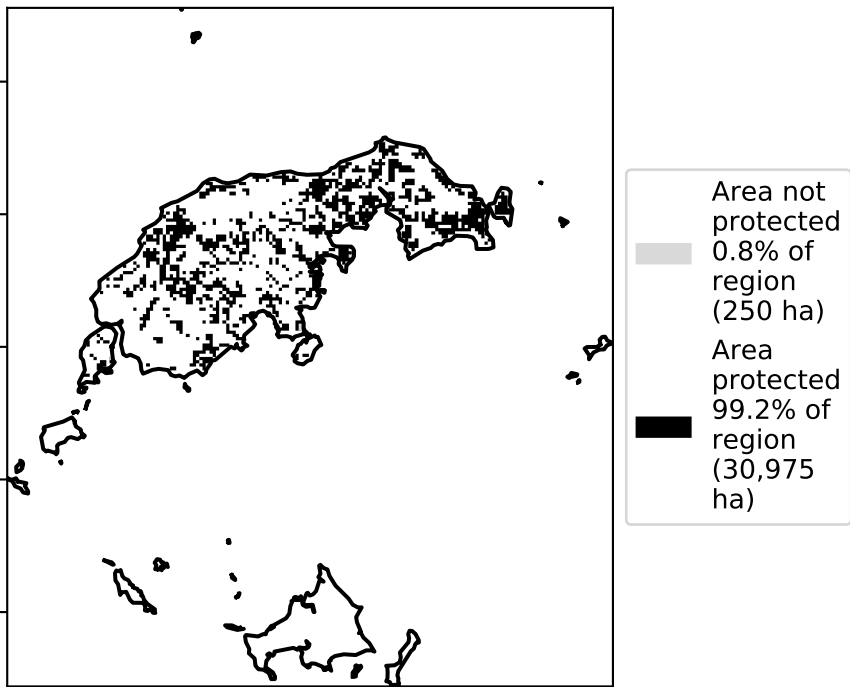 Area not
protected
0.8% of
region
(250 ha)
Area
protected
99.2% of
region
(30,975
ha)